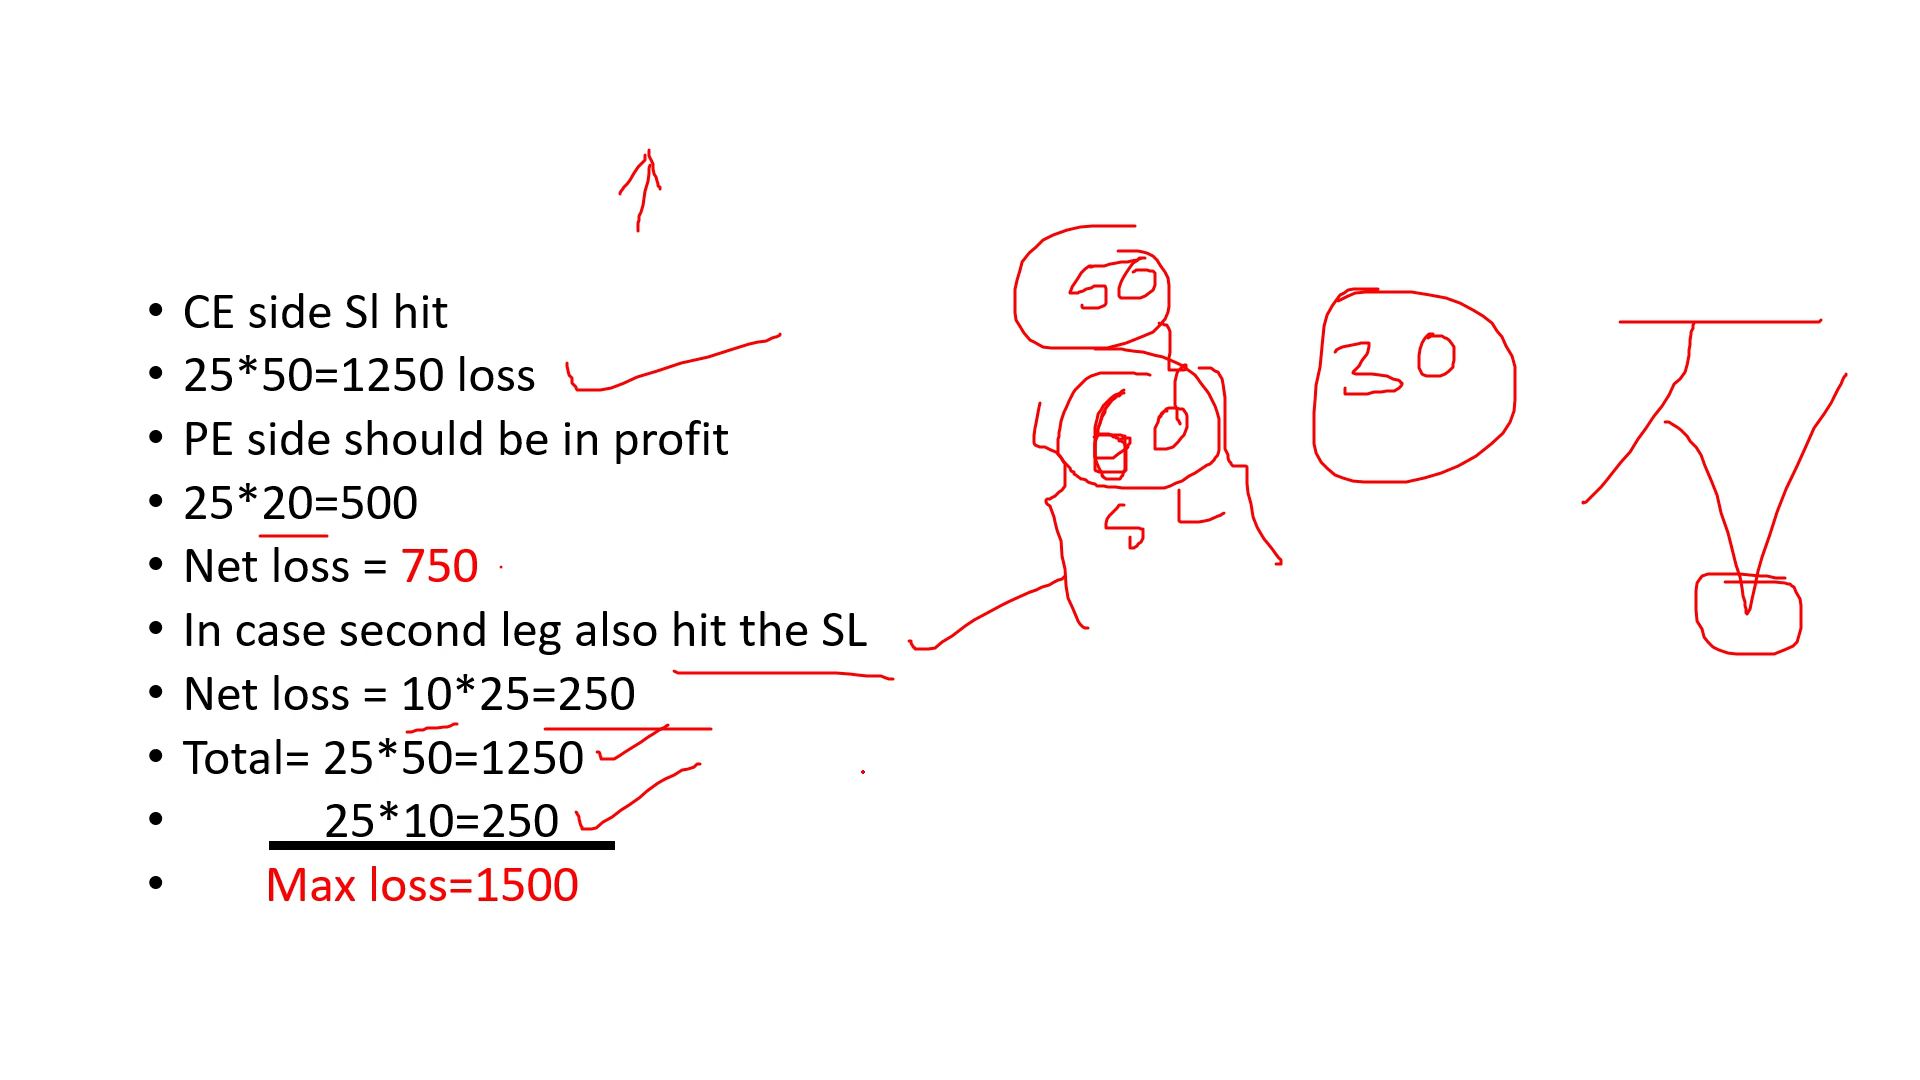 • CE side Sl hit
• 25*50=1250 loss
• PE side should be in profit
• 25*20=500
• Net loss = 750
• In case second leg also hit the SL
• Net loss = 10*25=250
• Total= 25*50=1250
• 25*10=250
• Max loss=1500
50
60
SL
30